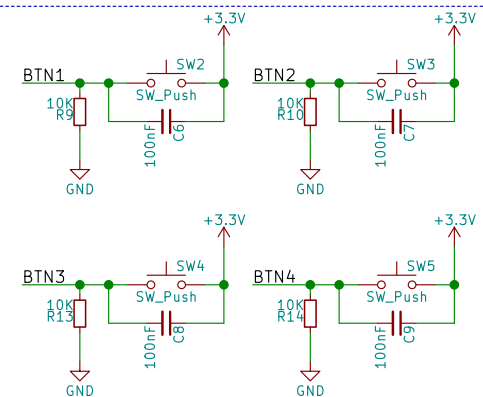 +3.3V
SW2
BTN1
SW_Push
10K
R9
100nF
C6
GND
+3.3V
SW3
BTN2
SW_Push
10K
R10
100nF
C7
GND
+3.3V
SW4
BTN3
SW_Push
10K
R13
100nF
C8
GND
+3.3V
SW5
BTN4
SW_Push
10K
R14
100nF
C9
GND